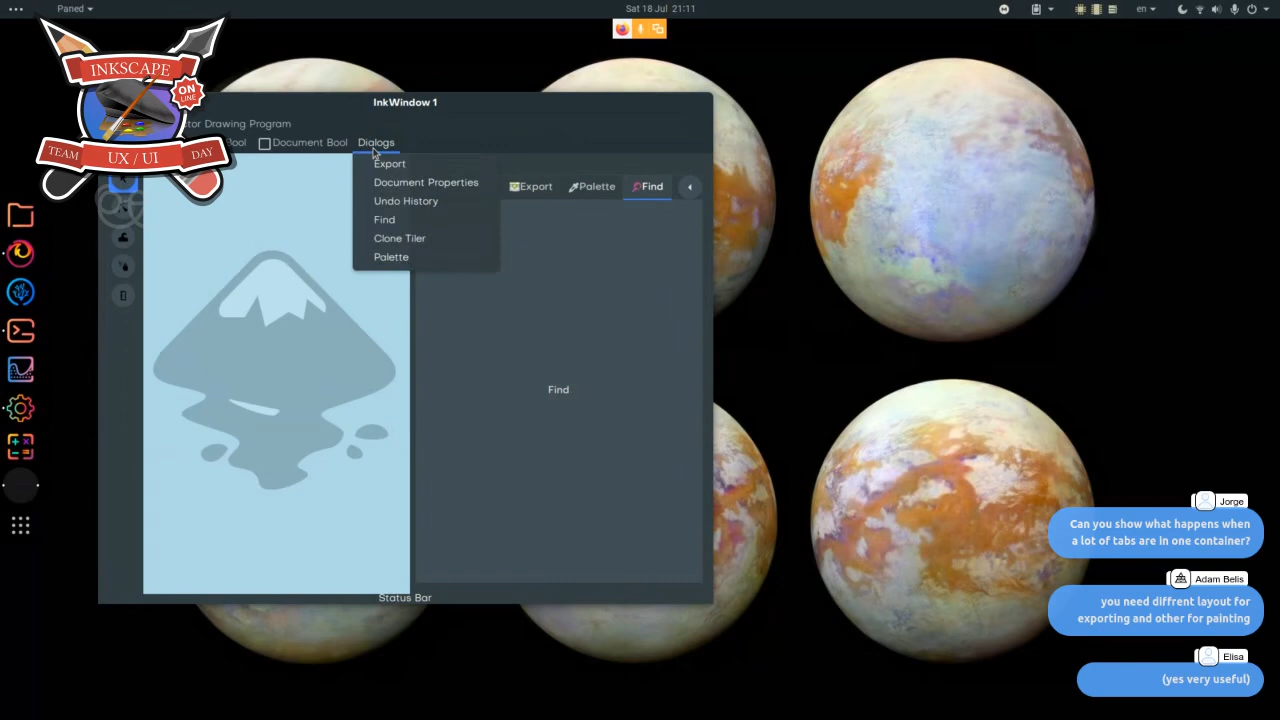 Paned
Sat 18 Jul 21:11
en
INKSCAPE
ON
LINE
TEAM
UX / UI
DAY
InkWindow 1
ctor Drawing Program
Bool
Document Bool
Dialogs
Export
Document Properties
Undo History
Find
Clone Tiler
Palette
Export
Palette
Find
Find
Status Bar
Jorge
Can you show what happens when
a lot of tabs are in one container?
Adam Belis
you need diffrent layout for
exporting and other for painting
Elisa
(yes very useful)